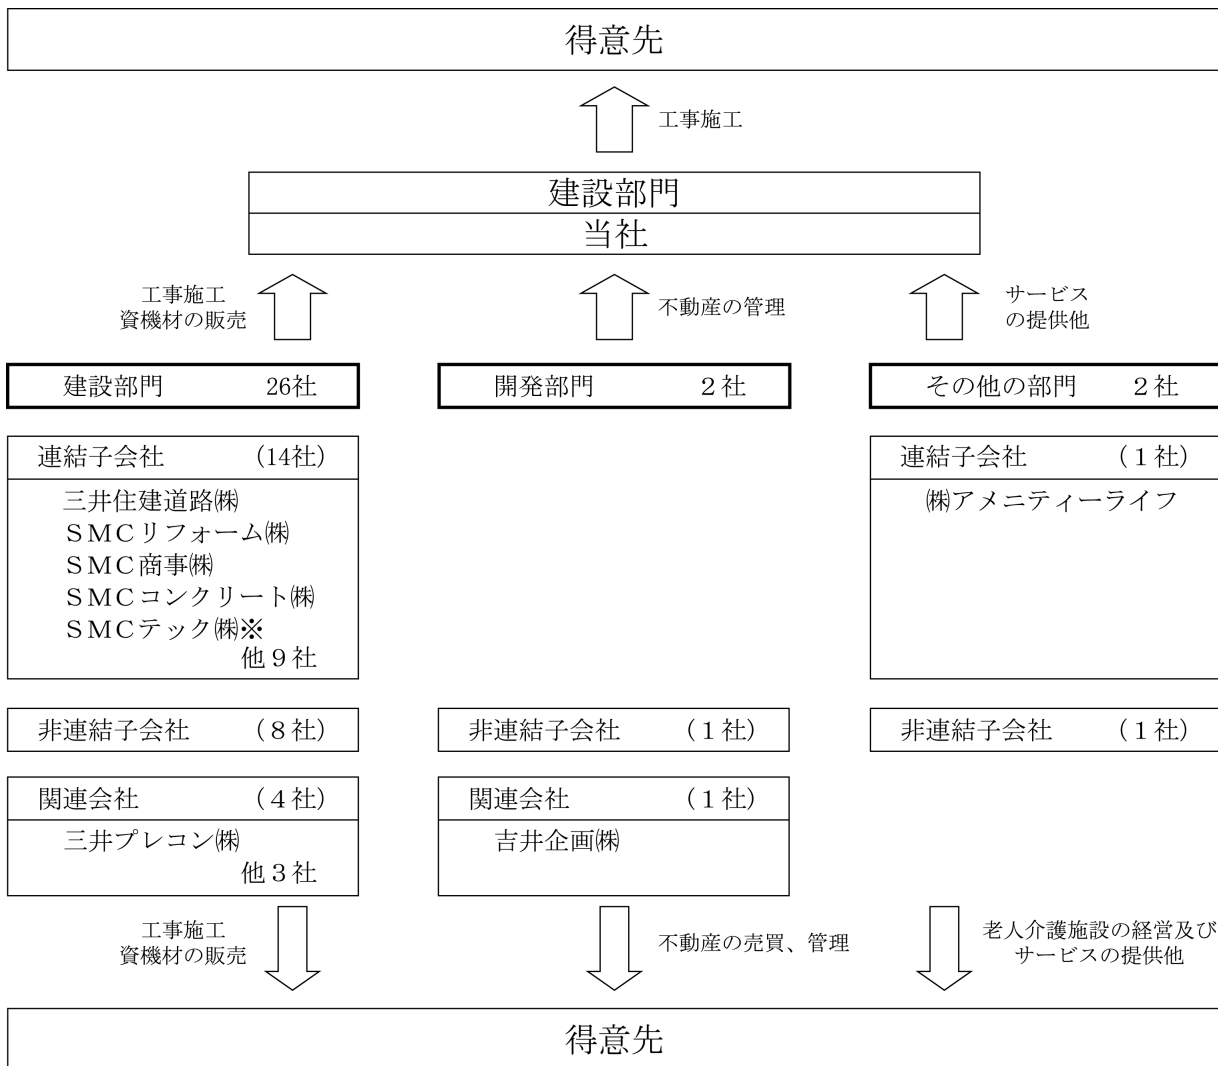 得意先
工事施工
建設部門
当社
工事施工
資機材の販売
不動産の管理
サービス
の提供他
建設部門 26社
開発部門 ２社
その他の部門 ２社
連結子会社 (14社)
三井住建道路㈱
ＳＭＣリフォーム㈱
ＳＭＣ商事㈱
ＳＭＣコンクリート㈱
ＳＭＣテック㈱※
他９社
連結子会社 (１社)
㈱アメニティーライフ
非連結子会社 (８社)
非連結子会社 (１社)
非連結子会社 (１社)
関連会社 (４社)
三井プレコン㈱
他３社
関連会社 (１社)
吉井企画㈱
工事施工
資機材の販売
不動産の売買、管理
老人介護施設の経営及び
サービスの提供他
得意先